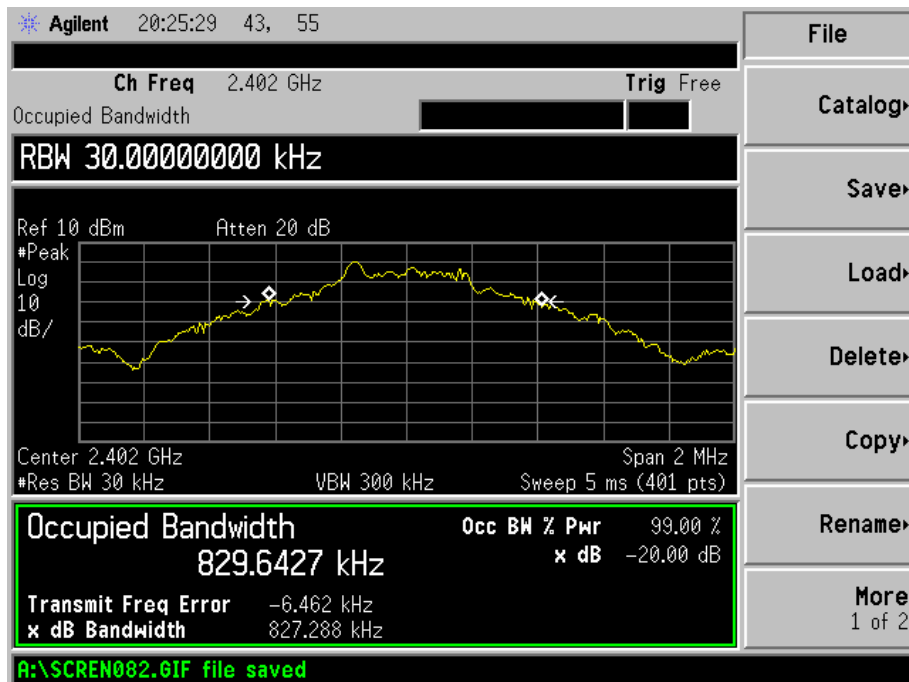 Agilent 20:25:29 43, 55
File
Ch Freq 2.402 GHz Trig Free
Occupied Bandwidth
Catalog
RBW 30.00000000 kHz
Save
Ref 10 dBm Atten 20 dB
#Peak
Log
10
dB/
Load
Delete
Copy
Center 2.402 GHz Span 2 MHz
#Res BW 30 kHz VBW 300 kHz Sweep 5 ms (401 pts)
Occupied Bandwidth
829.6427 kHz
Occ BW % Pwr 99.00 %
x dB -20.00 dB
Rename
Transmit Freq Error -6.462 kHz
x dB Bandwidth 827.288 kHz
More
1 of 2
A:\SCREN082.GIF file saved